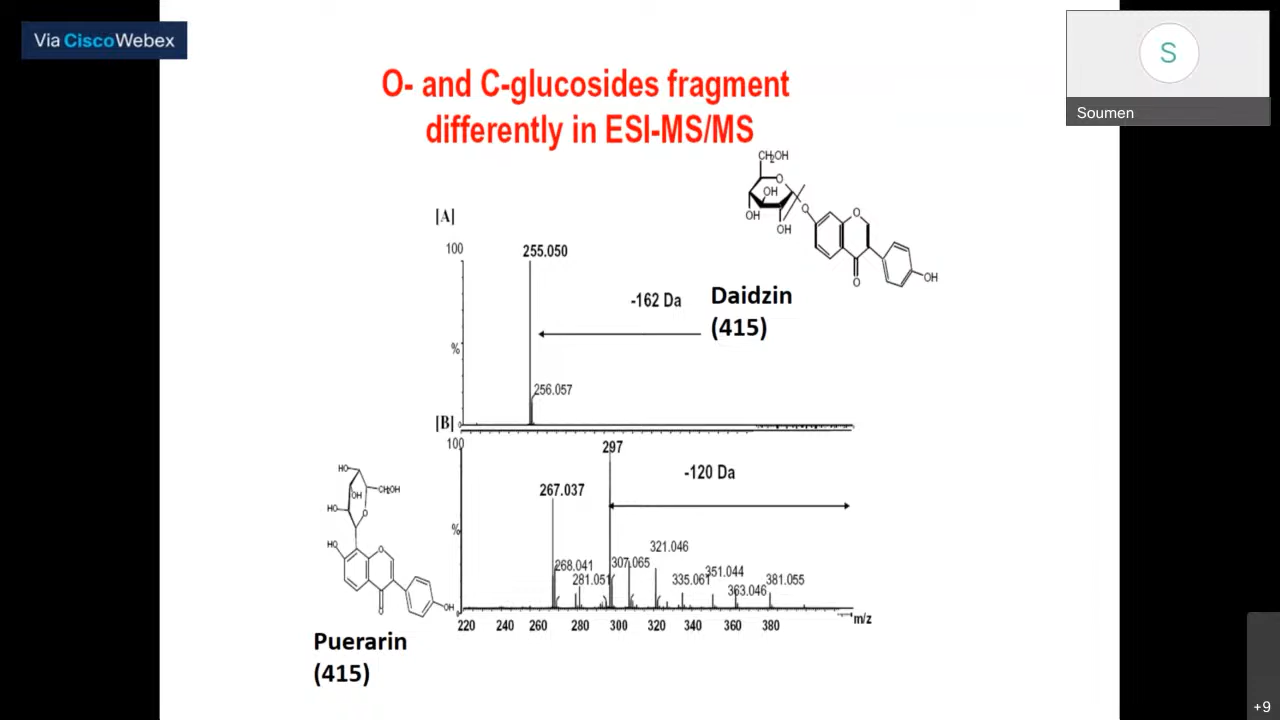 Via CiscoWebex
S
Soumen
O- and C-glucosides fragment
differently in ESI-MS/MS
CH2OH
O
OH
OH
OH
O
O
O
OH
[A]
100
255.050
-162 Da
Daidzin
(415)
%
256.057
0
[B]
100
297
-120 Da
267.037
%
268.041
281.051
307.065
321.046
335.061
351.044
363.046
381.055
0
220 240 260 280 300 320 340 360 380
m/z
HO
CH2OH
OH
HO
O
HO
O
O
OH
Puerarin
(415)
+9